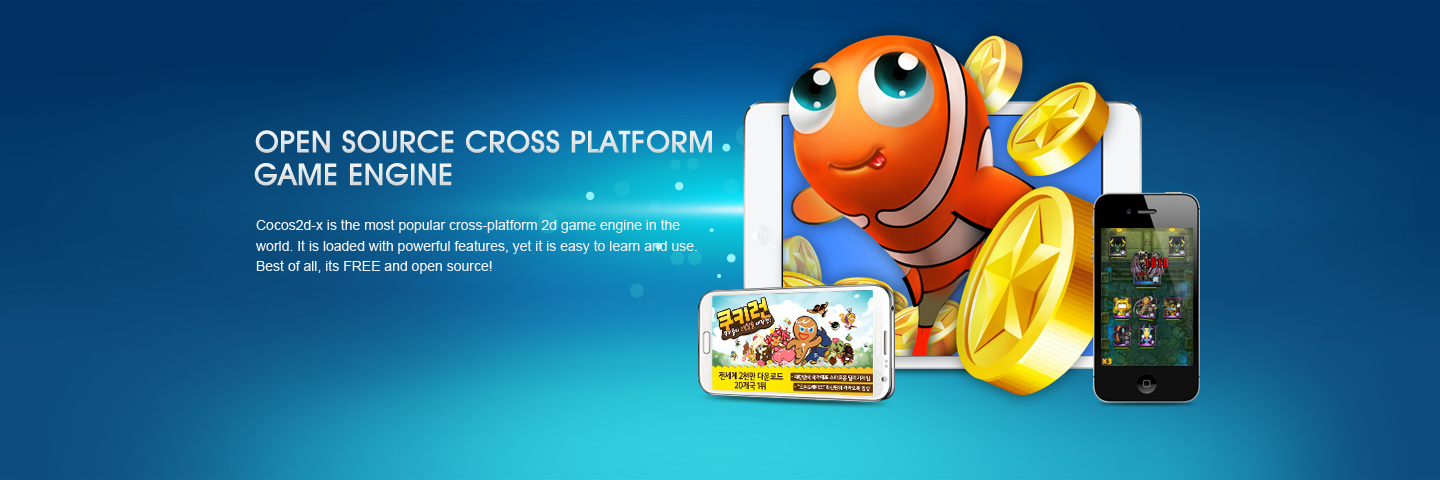 OPEN SOURCE CROSS PLATFORM
GAME ENGINE
Cocos2d-x is the most popular cross-platform 2d game engine in the
world. It is loaded with powerful features, yet it is easy to learn and use.
Best of all, its FREE and open source!
쿠키런
전세계 2천만 다운로드
20개국 1위
x3